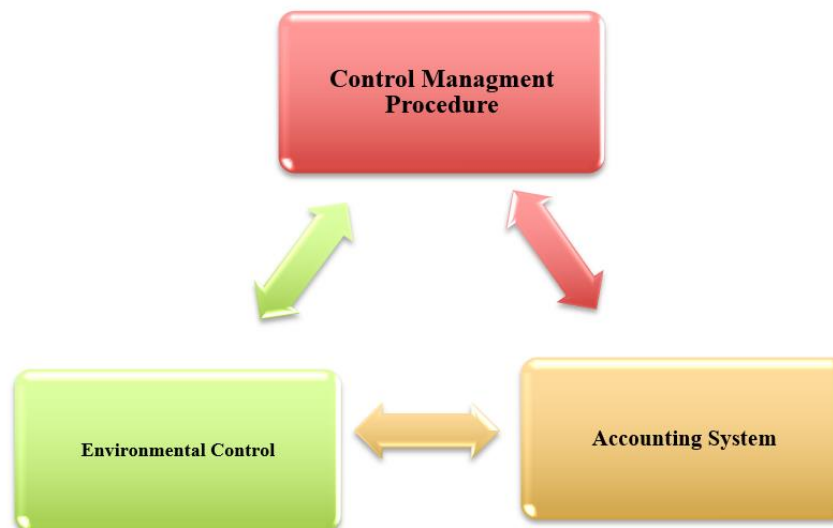 Control Managment
Procedure
Environmental Control
Accounting System